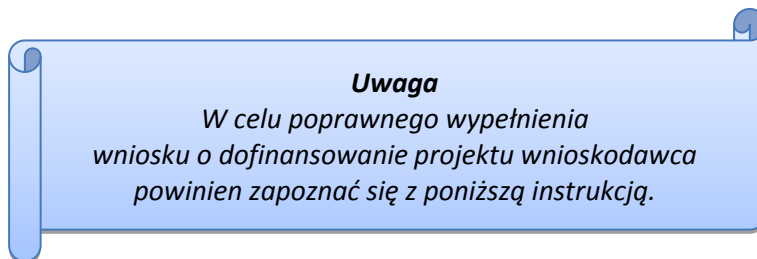 Uwaga
W celu poprawnego wypełnienia
wniosku o dofinansowanie projektu wnioskodawca
powinien zapoznać się z poniższą instrukcją.